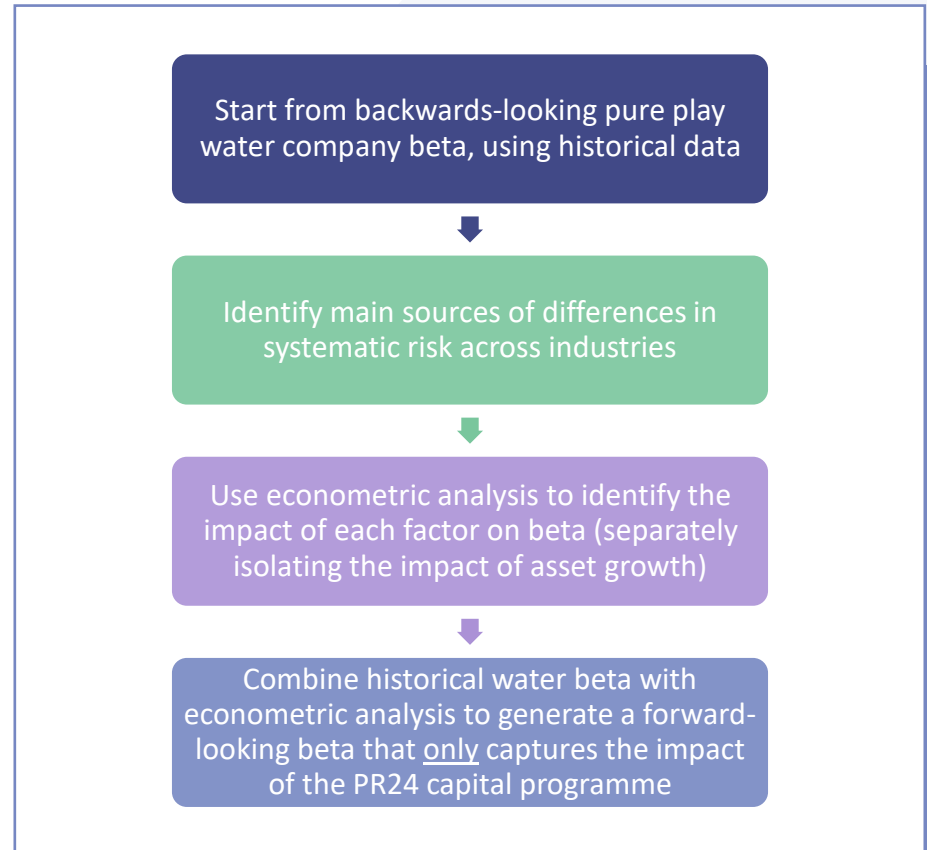 Start from backwards-looking pure play
water company beta, using historical data
Identify main sources of differences in
systematic risk across industries
Use econometric analysis to identify the
impact of each factor on beta (separately
isolating the impact of asset growth)
Combine historical water beta with
econometric analysis to generate a forward-
looking beta that only captures the impact
of the PR24 capital programme